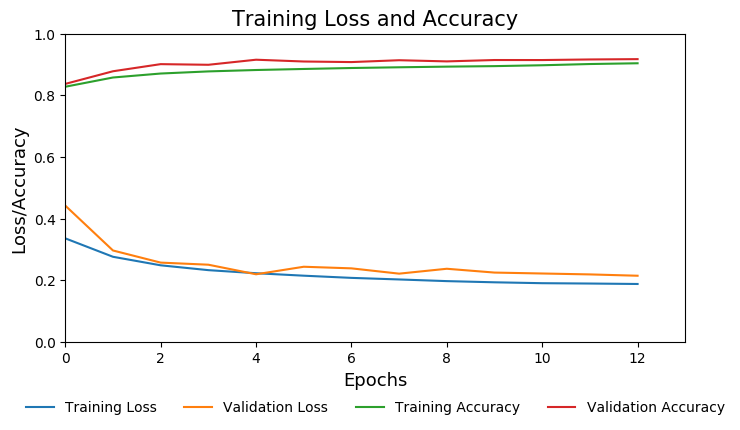 Training Loss and Accuracy
1.0
0.8
0.6
0.4
0.2
0.0
Loss/Accuracy
0 2 4 6 8 10 12
Epochs
Training Loss Validation Loss Training Accuracy Validation Accuracy